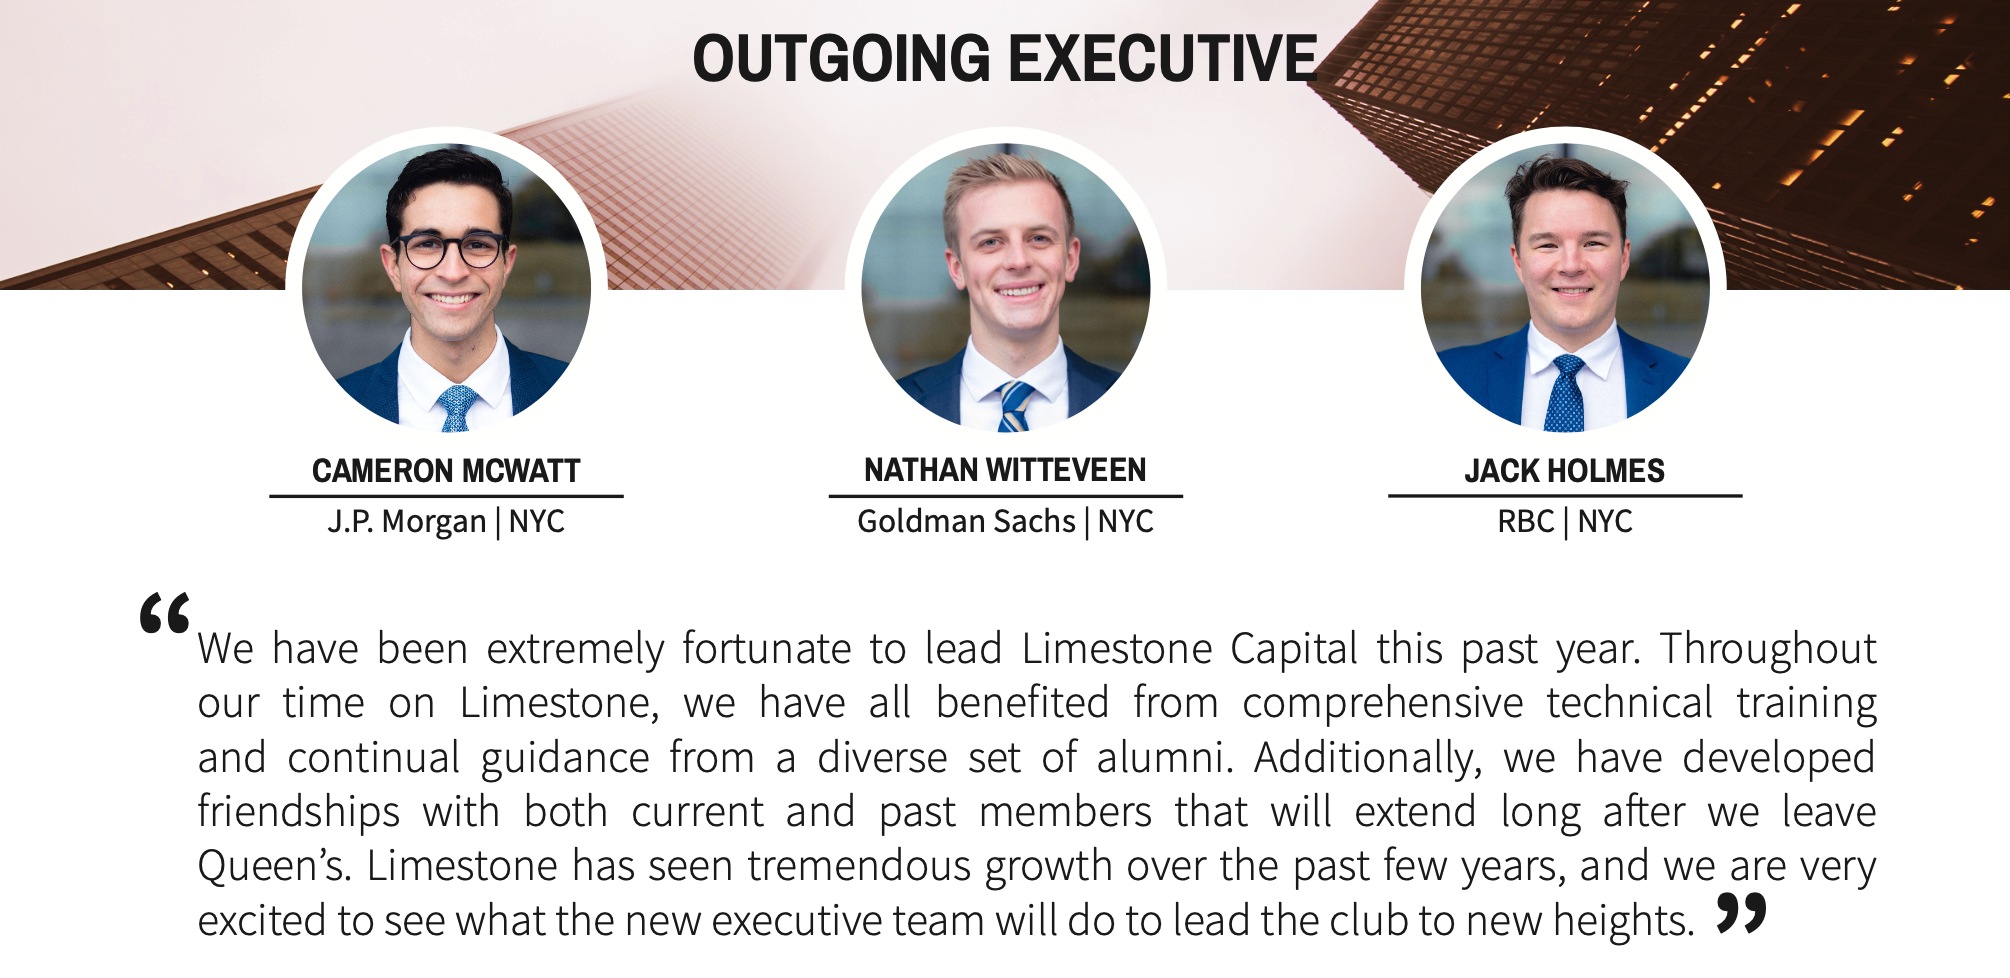 OUTGOING EXECUTIVE
CAMERON MCWATT
J.P. Morgan | NYC
NATHAN WITTEVEEN
Goldman Sachs | NYC
JACK HOLMES
RBC | NYC
“We have been extremely fortunate to lead Limestone Capital this past year. Throughout
our time on Limestone, we have all benefited from comprehensive technical training
and continual guidance from a diverse set of alumni. Additionally, we have developed
friendships with both current and past members that will extend long after we leave
Queen’s. Limestone has seen tremendous growth over the past few years, and we are very
excited to see what the new executive team will do to lead the club to new heights.”